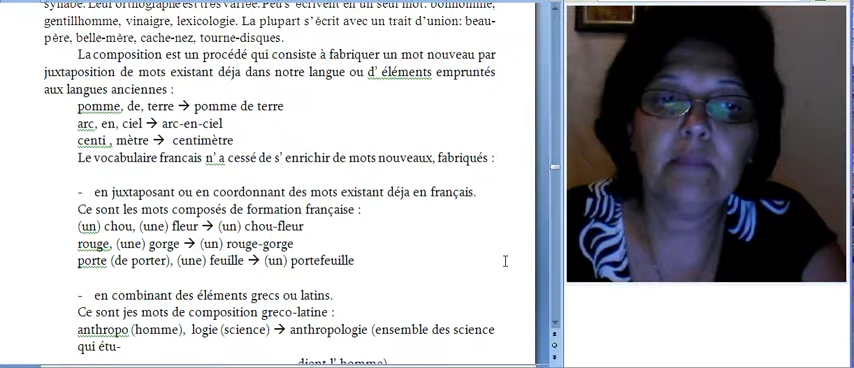 syllabe. Leur orthographe est très variée. Peu s'écrivent en un seul mot: bonhomme,
gentillhomme, vinaigre, lexicologie. La plupart s'écrit avec un trait d'union: beau-
père, belle-mère, cache-nez, tourne-disques.
La composition est un procédé qui consiste à fabriquer un mot nouveau par
juxtaposition de mots existant déja dans notre langue ou d' éléments empruntés
aux langues anciennes :
pomme, de, terre → pomme de terre
arc, en, ciel → arc-en-ciel
centi , mètre → centimètre
Le vocabulaire francais n' a cessé de s' enrichir de mots nouveaux, fabriqués :
- en juxtaposant ou en coordonnant des mots existant déja en français.
Ce sont les mots composés de formation française :
(un) chou, (une) fleur → (un) chou-fleur
rouge, (une) gorge → (un) rouge-gorge
porte (de porter), (une) feuille → (un) portefeuille
- en combinant des éléments grecs ou latins.
Ce sont jes mots de composition greco-latine :
anthropo (homme), logie (science) → anthropologie (ensemble des science
qui étu-
dient l' homme)